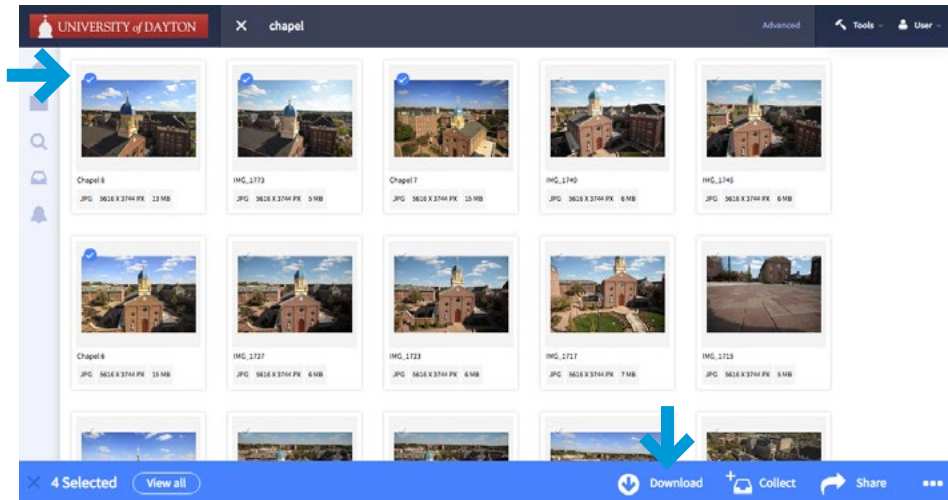 UNIVERSITY of DAYTON
chapel
Advanced
Tools
User
Chapel 8
JPG 5616 X 3744 PX 13 MB
IMG_1773
JPG 5616 X 3744 PX 5 MB
Chapel 7
JPG 5616 X 3744 PX 15 MB
IMG_1740
JPG 5616 X 3744 PX 6 MB
IMG_1745
JPG 5616 X 3744 PX 6 MB
Chapel 6
JPG 5616 X 3744 PX 15 MB
IMG_1727
JPG 5616 X 3744 PX 6 MB
IMG_1723
JPG 5616 X 3744 PX 6 MB
IMG_1717
JPG 5616 X 3744 PX 7 MB
IMG_1715
JPG 5616 X 3744 PX 5 MB
4 Selected
View all
Download
Collect
Share